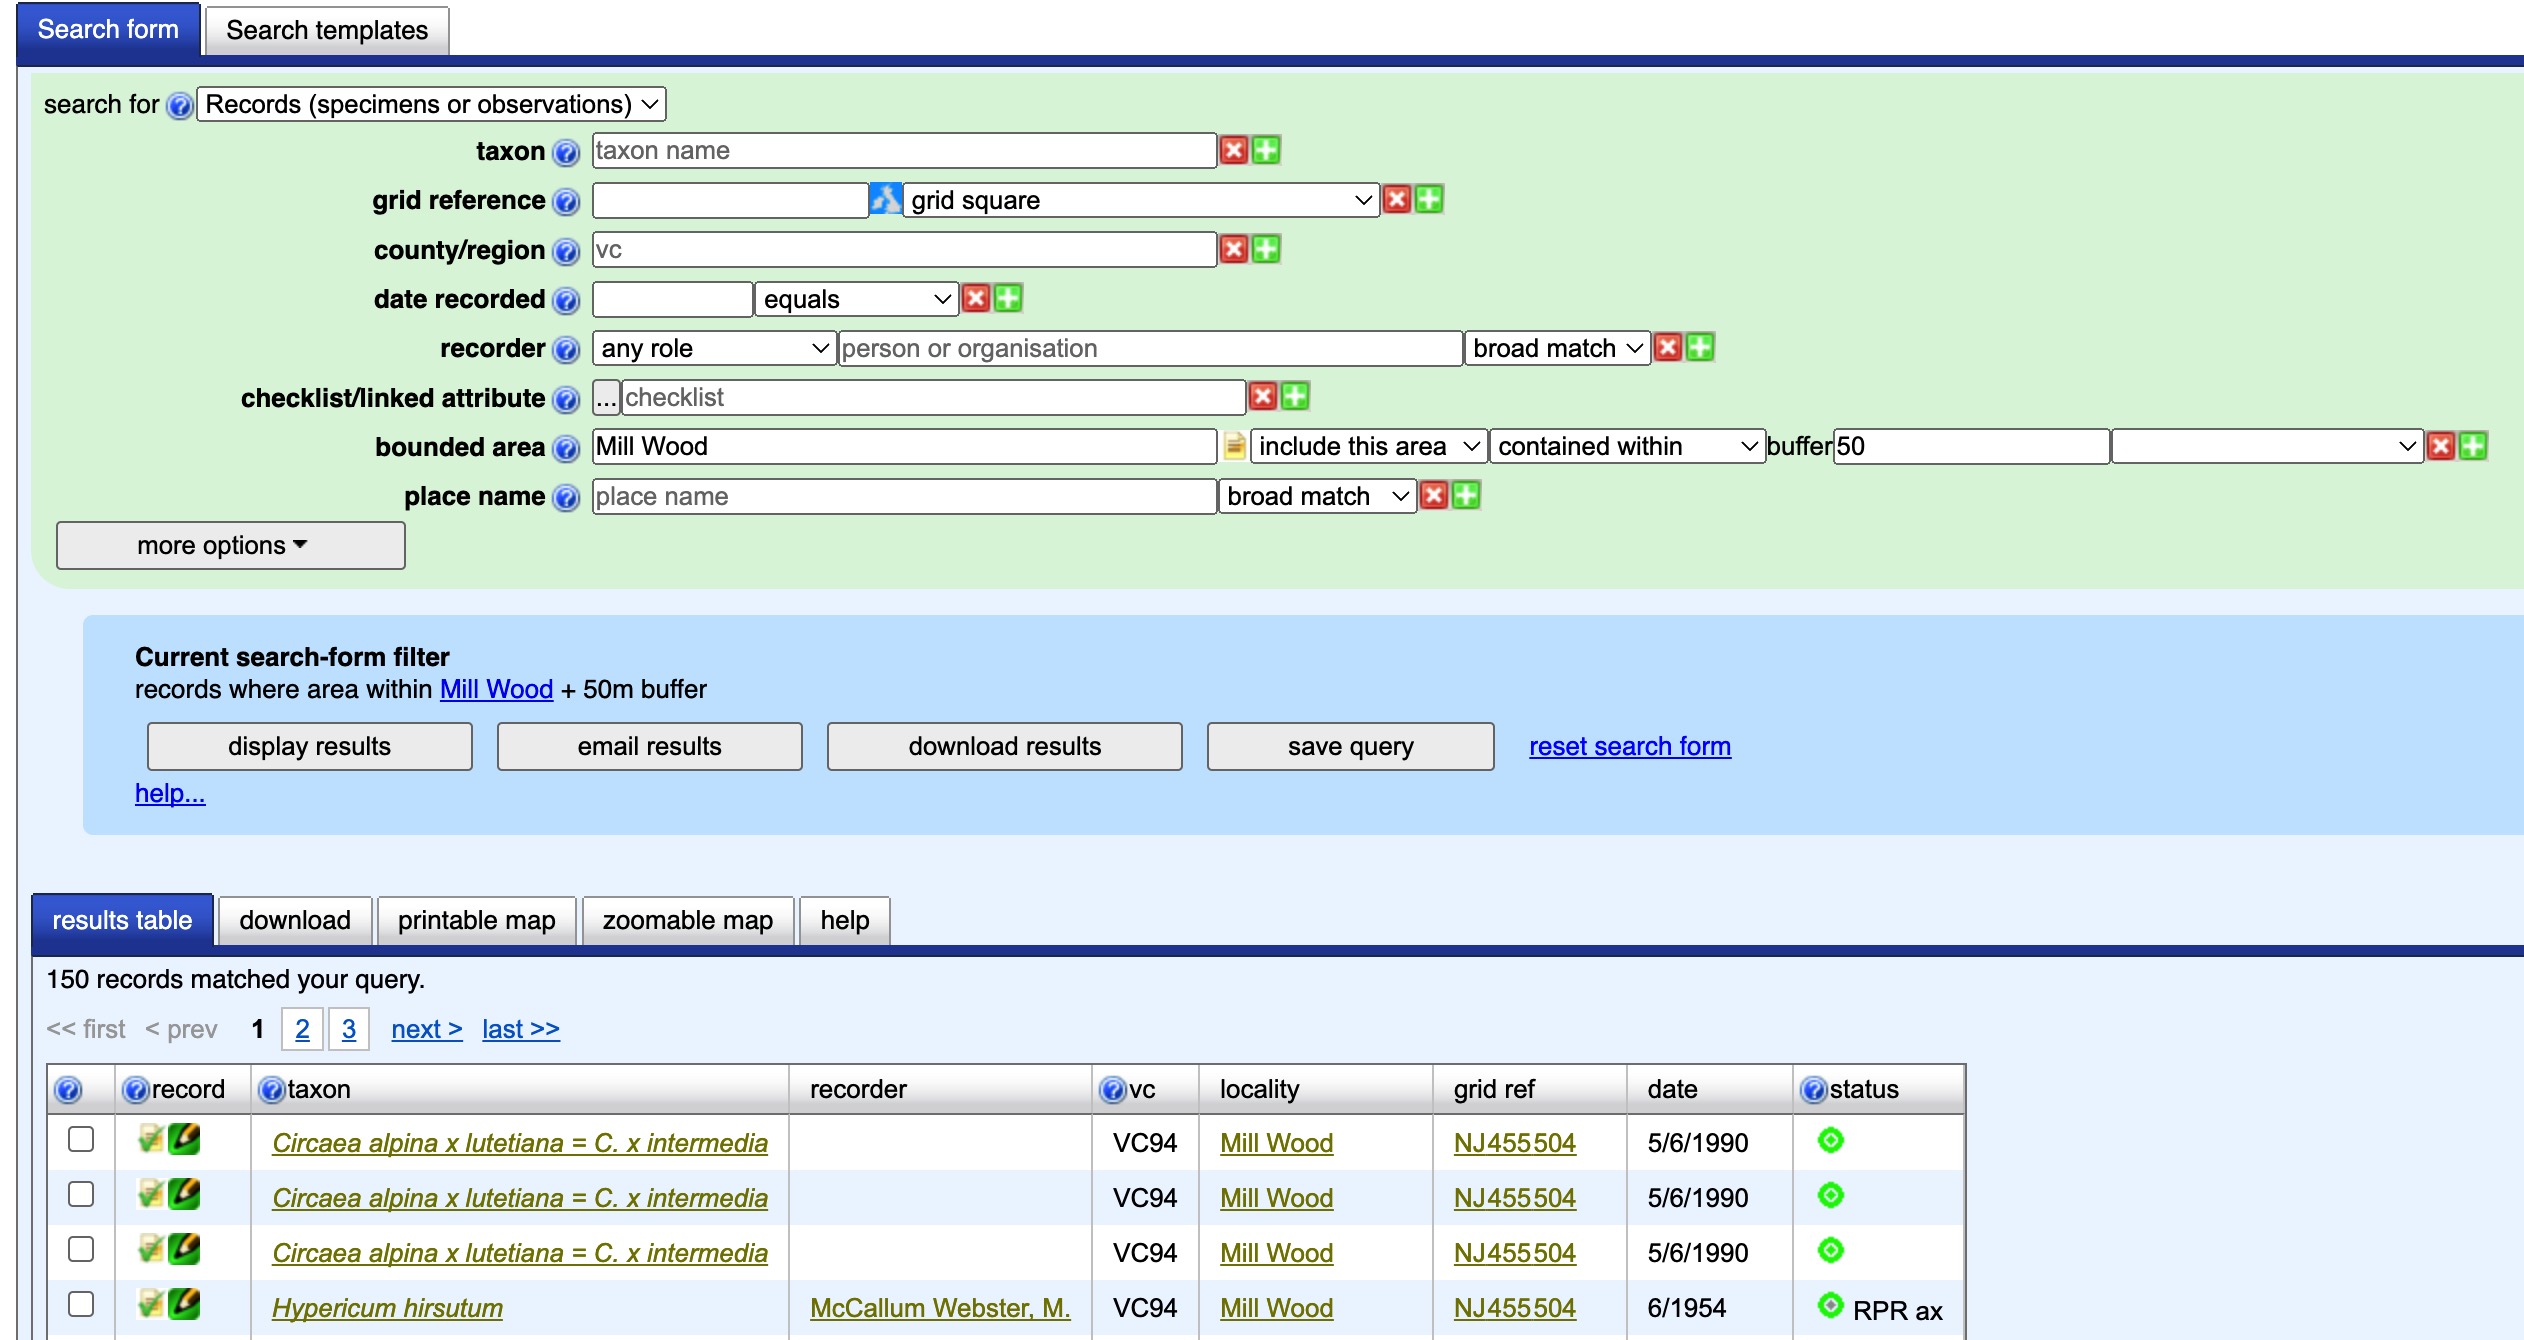 Search form Search templates
search for Records (specimens or observations)
taxon taxon name
grid reference grid square
county/region vc
date recorded equals
recorder any role person or organisation broad match
checklist/linked attribute ... checklist
bounded area Mill Wood include this area contained within buffer 50
place name place name broad match
more options
Current search-form filter
records where area within Mill Wood + 50m buffer
display results email results download results save query reset search form
help...
results table download printable map zoomable map help
150 records matched your query.
<< first < prev 1 2 3 next > last >>
record taxon recorder vc locality grid ref date status
Circaea alpina x lutetiana = C. x intermedia VC94 Mill Wood NJ455504 5/6/1990
Circaea alpina x lutetiana = C. x intermedia VC94 Mill Wood NJ455504 5/6/1990
Circaea alpina x lutetiana = C. x intermedia VC94 Mill Wood NJ455504 5/6/1990
Hypericum hirsutum McCallum Webster, M. VC94 Mill Wood NJ455504 6/1954 RPR ax